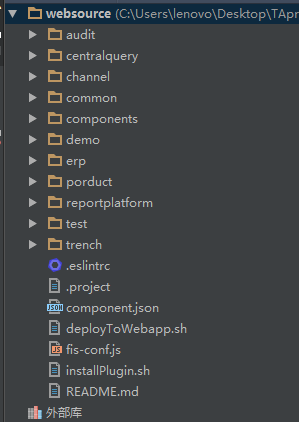 websource (C:\Users\lenovo\Desktop\TApr
audit
centralquery
channel
common
components
demo
erp
porduct
reportplatform
test
trench
.eslintrc
.project
component.json
deployToWebapp.sh
fis-conf.js
installPlugin.sh
README.md
外部库